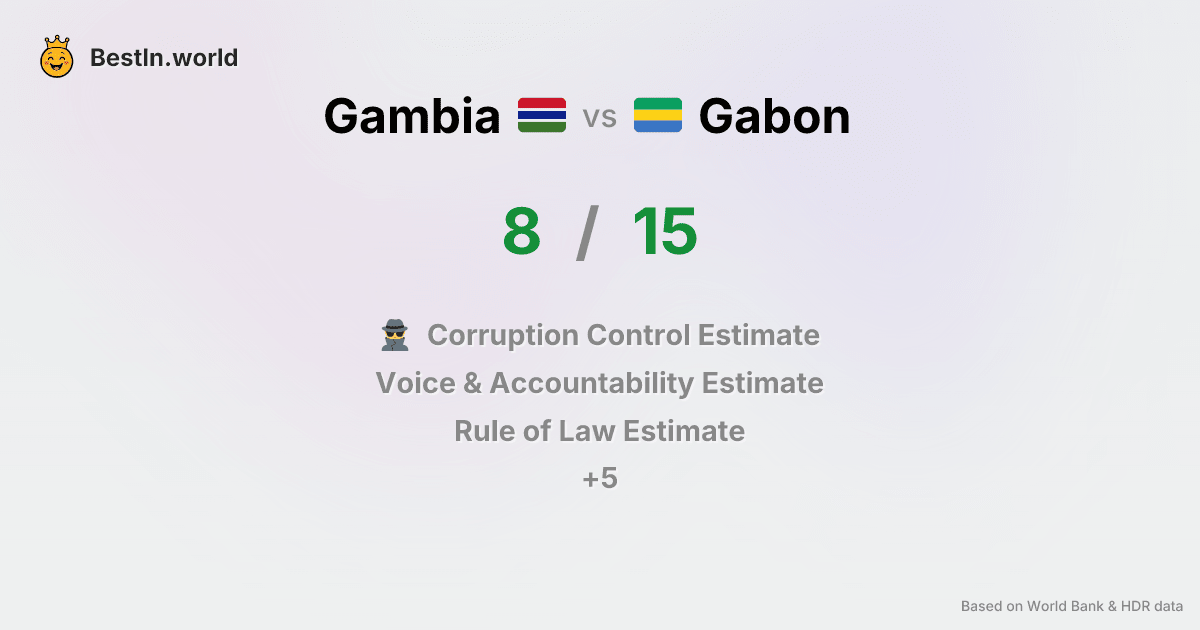 BestIn.world
Gambia vs Gabon
8 / 15
Corruption Control Estimate
Voice & Accountability Estimate
Rule of Law Estimate
+5
Based on World Bank & HDR data